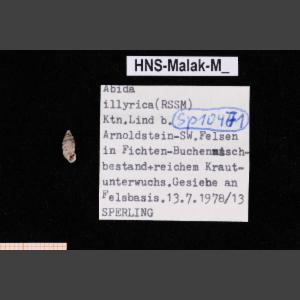 HNS-Malak-M_
Abida
illyrica(RSSM)
Ktn.Lind b. Sp10471
Arnoldstein-SW.Felsen
in Fichten-Buchenmisch-
bestand+reichem Kraut-
unterwuchs.Gesiebe an
Felsbasis.13.7.1978/13
SPERLING